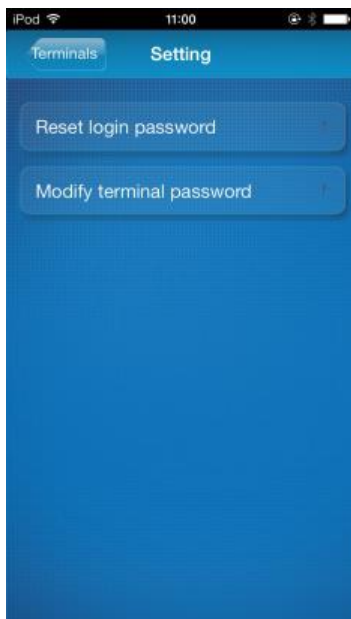 iPod 11:00
Terminals Setting
Reset login password
Modify terminal password